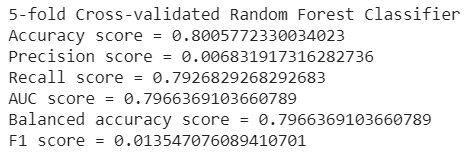 5-fold Cross-validated Random Forest Classifier
Accuracy score = 0.8005772330034023
Precision score = 0.006831917316282736
Recall score = 0.7926829268292683
AUC score = 0.7966369103660789
Balanced accuracy score = 0.7966369103660789
F1 score = 0.013547076089410701